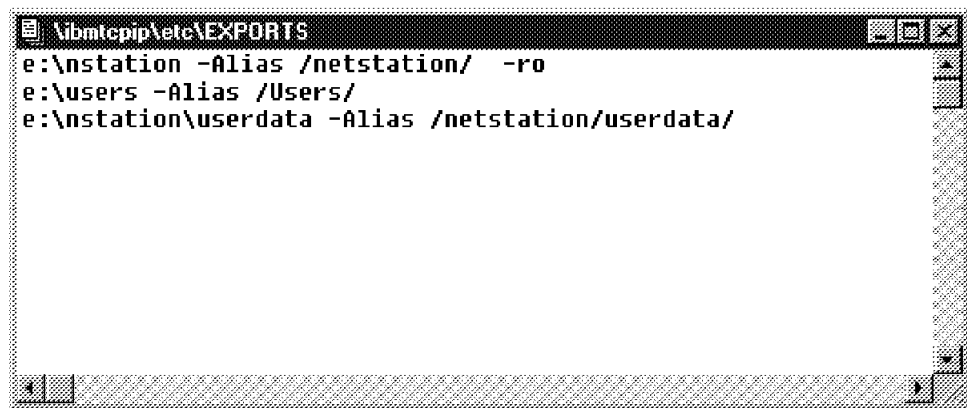 \ibmtcpip\etc\EXPORTS
e:\nstation -Alias /netstation/  -ro
e:\users -Alias /Users/
e:\nstation\userdata -Alias /netstation/userdata/